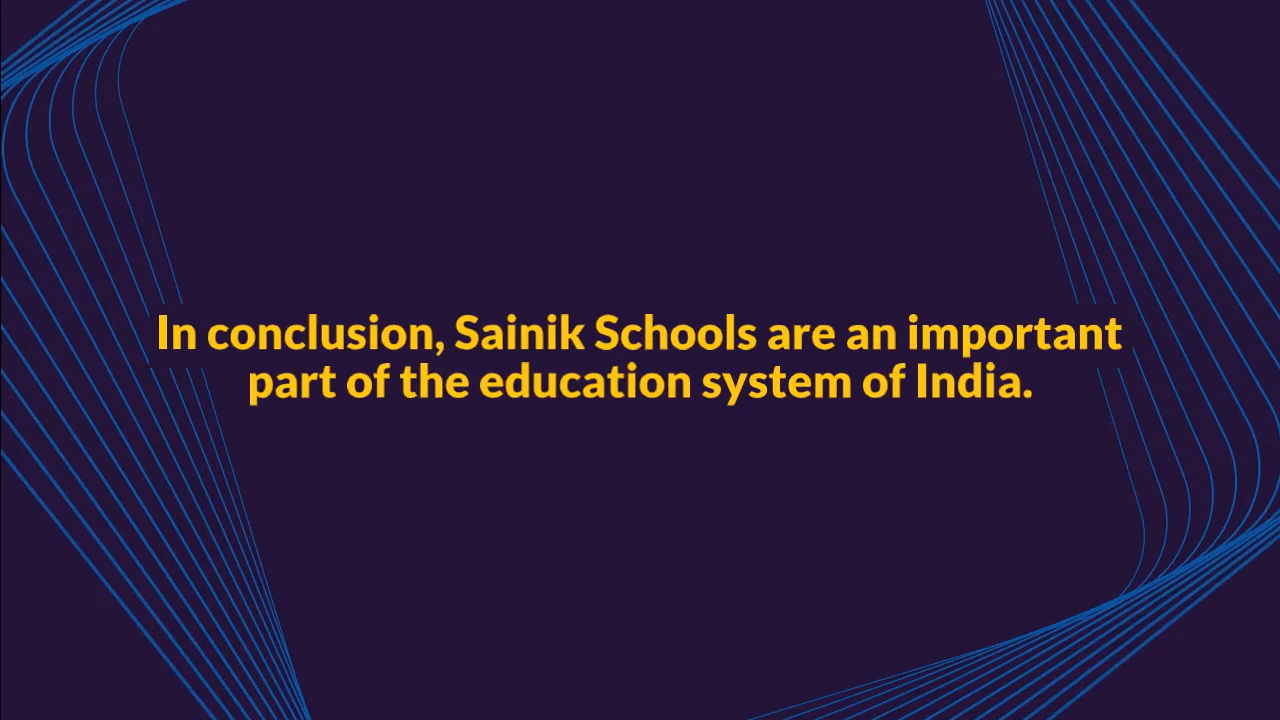 In conclusion, Sainik Schools are an important
part of the education system of India.